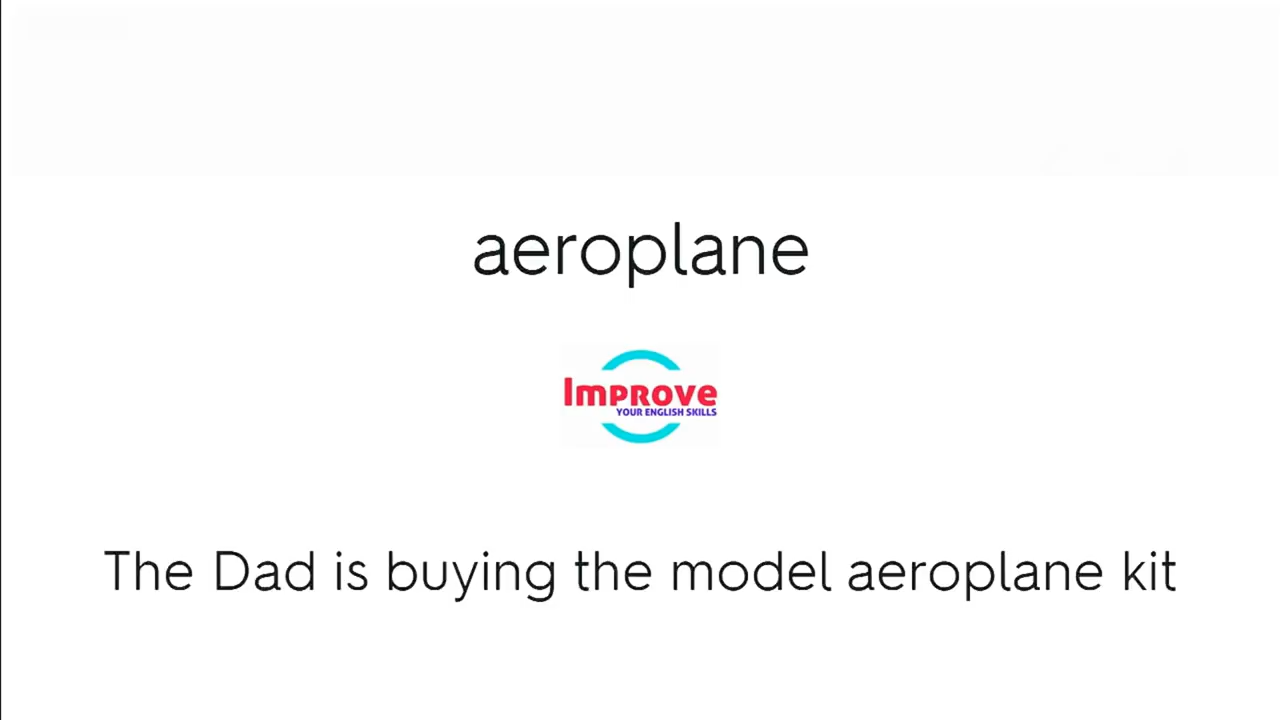 aeroplane
Improve
YOUR ENGLISH SKILLS
The Dad is buying the model aeroplane kit